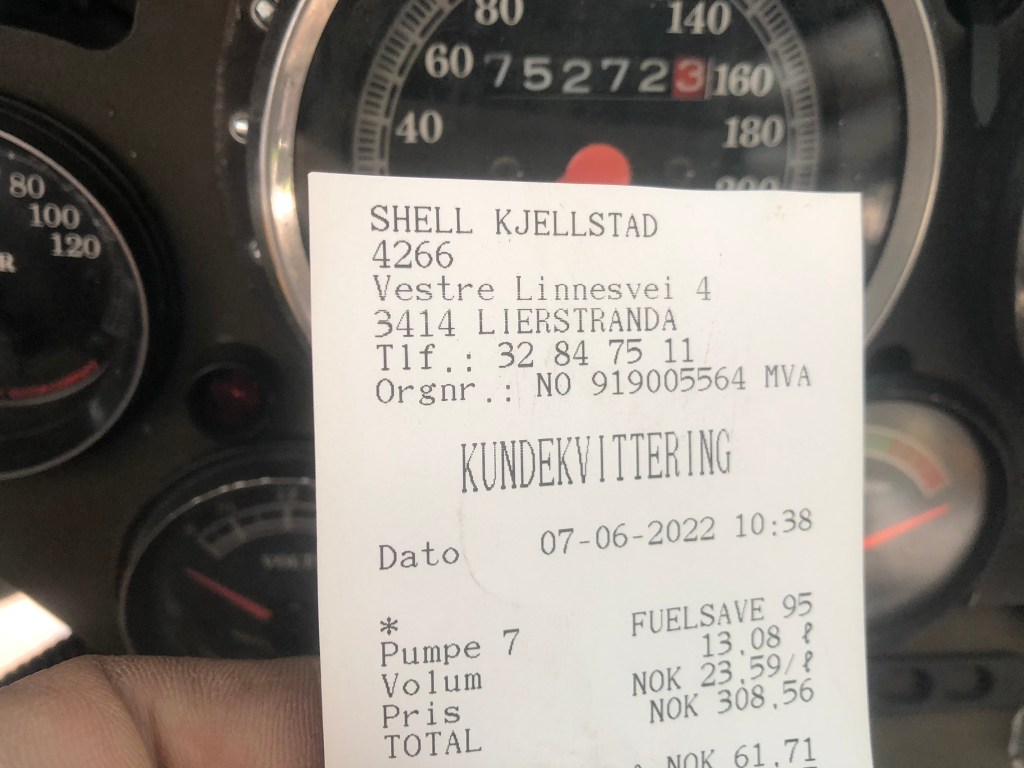 80
140
60
752723
160
40
180
200
80
100
120
R
VOLT
SHELL KJELLSTAD
4266
Vestre Linnesvei 4
3414 LIERSTRANDA
Tlf.: 32 84 75 11
Orgnr.: NO 919005564 MVA
KUNDEKVITTERING
Dato 07-06-2022 10:38
* FUELSAVE 95
Pumpe 7 13,08 ℓ
Volum NOK 23,59/ℓ
Pris NOK 308,56
TOTAL
NOK 61,71